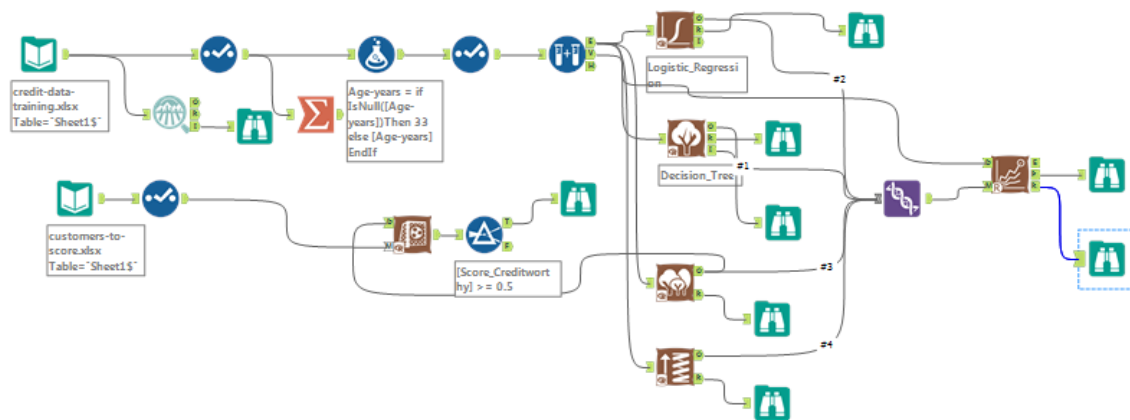 credit-data-
training.xlsx
Table=`Sheet1$`
Age-years = if
IsNull([Age-
years])Then 33
else [Age-years]
EndIf
Logistic_Regressi
on
#2
#1
Decision_Tree
customers-to-
score.xlsx
Table=`Sheet1$`
[Score_Creditwort
hy] >= 0.5
#3
#4